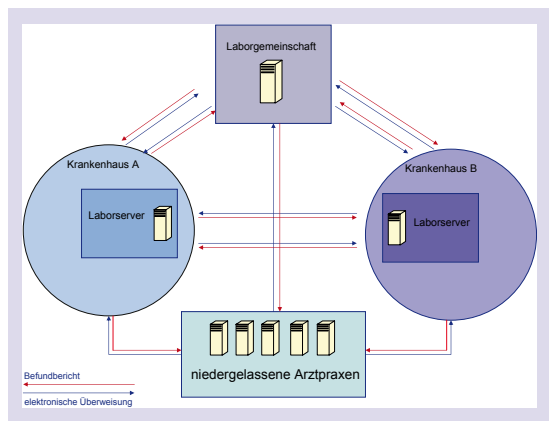 Laborgemeinschaft
Krankenhaus A
Laborserver
Krankenhaus B
Laborserver
niedergelassene Arztpraxen
Befundbericht
elektronische Überweisung